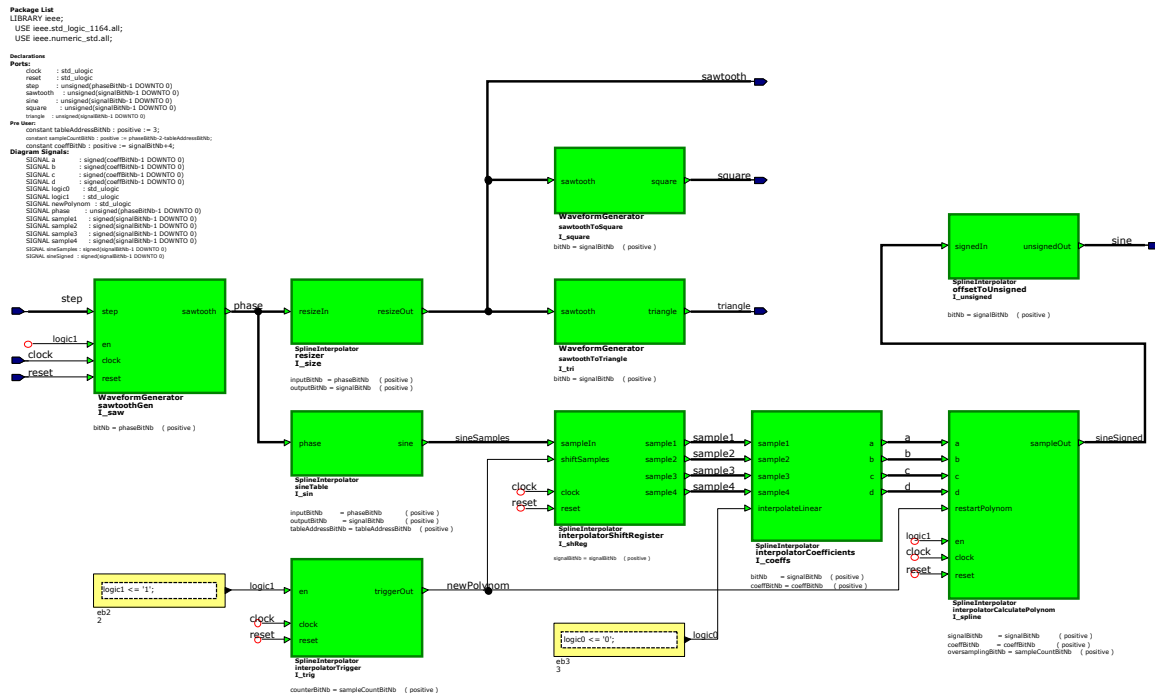 Package List
LIBRARY ieee;
USE ieee.std_logic_1164.all;
USE ieee.numeric_std.all;
Declarations
Ports:
clock : std_ulogic
reset : std_ulogic
step : unsigned(phaseBitNb-1 DOWNTO 0)
sawtooth : unsigned(signalBitNb-1 DOWNTO 0)
sine : unsigned(signalBitNb-1 DOWNTO 0)
square : unsigned(signalBitNb-1 DOWNTO 0)
triangle : unsigned(signalBitNb-1 DOWNTO 0)
Pre User:
constant tableAddressBitNb : positive := 3;
constant sampleCountBitNb : positive := phaseBitNb-2-tableAddressBitNb;
constant coeffBitNb : positive := signalBitNb+4;
Diagram Signals:
SIGNAL a : signed(coeffBitNb-1 DOWNTO 0)
SIGNAL b : signed(coeffBitNb-1 DOWNTO 0)
SIGNAL c : signed(coeffBitNb-1 DOWNTO 0)
SIGNAL d : signed(coeffBitNb-1 DOWNTO 0)
SIGNAL logic0 : std_ulogic
SIGNAL logic1 : std_ulogic
SIGNAL newPolynom : std_ulogic
SIGNAL phase : unsigned(phaseBitNb-1 DOWNTO 0)
SIGNAL sample1 : signed(signalBitNb-1 DOWNTO 0)
SIGNAL sample2 : signed(signalBitNb-1 DOWNTO 0)
SIGNAL sample3 : signed(signalBitNb-1 DOWNTO 0)
SIGNAL sample4 : signed(signalBitNb-1 DOWNTO 0)
SIGNAL sineSamples : signed(signalBitNb-1 DOWNTO 0)
SIGNAL sineSigned : signed(signalBitNb-1 DOWNTO 0)
sawtooth
sawtooth square
square
WaveformGenerator
sawtoothToSquare
I_square
bitNb = signalBitNb ( positive )
signedIn unsignedOut
sine
SplineInterpolator
offsetToUnsigned
I_unsigned
bitNb = signalBitNb ( positive )
step
step sawtooth
logic1
en
clock
clock
reset
reset
WaveformGenerator
sawtoothGen
I_saw
bitNb = phaseBitNb ( positive )
phase
resizeIn resizeOut
SplineInterpolator
resizer
I_size
inputBitNb = phaseBitNb ( positive )
outputBitNb = signalBitNb ( positive )
sawtooth triangle
triangle
WaveformGenerator
sawtoothToTriangle
I_tri
bitNb = signalBitNb ( positive )
phase sine
sineSamples
SplineInterpolator
sineTable
I_sin
inputBitNb = phaseBitNb ( positive )
outputBitNb = signalBitNb ( positive )
tableAddressBitNb = tableAddressBitNb ( positive )
sampleIn sample1
shiftSamples sample2
sample3
clock sample4
reset
clock
reset
SplineInterpolator
interpolatorShiftRegister
I_shReg
signalBitNb = signalBitNb ( positive )
sample1
sample2
sample3
sample4
sample1 a
sample2 b
sample3 c
sample4 d
interpolateLinear
SplineInterpolator
interpolatorCoefficients
I_coeffs
bitNb = signalBitNb ( positive )
coeffBitNb = coeffBitNb ( positive )
a
b
c
d
a sampleOut
b
c
d
restartPolynom
en
clock
reset
logic1
clock
reset
sineSigned
SplineInterpolator
interpolatorCalculatePolynom
I_spline
signalBitNb = signalBitNb ( positive )
coeffBitNb = coeffBitNb ( positive )
oversamplingBitNb = sampleCountBitNb ( positive )
logic1 <= '1';
eb2
2
logic1
en triggerOut
clock
reset
clock
reset
newPolynom
SplineInterpolator
interpolatorTrigger
I_trig
counterBitNb = sampleCountBitNb ( positive )
logic0 <= '0';
eb3
3
logic0